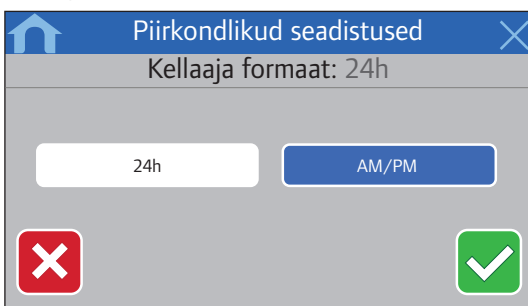 Piirkondlikud seadistused
Kellaaja formaat: 24h
24h AM/PM